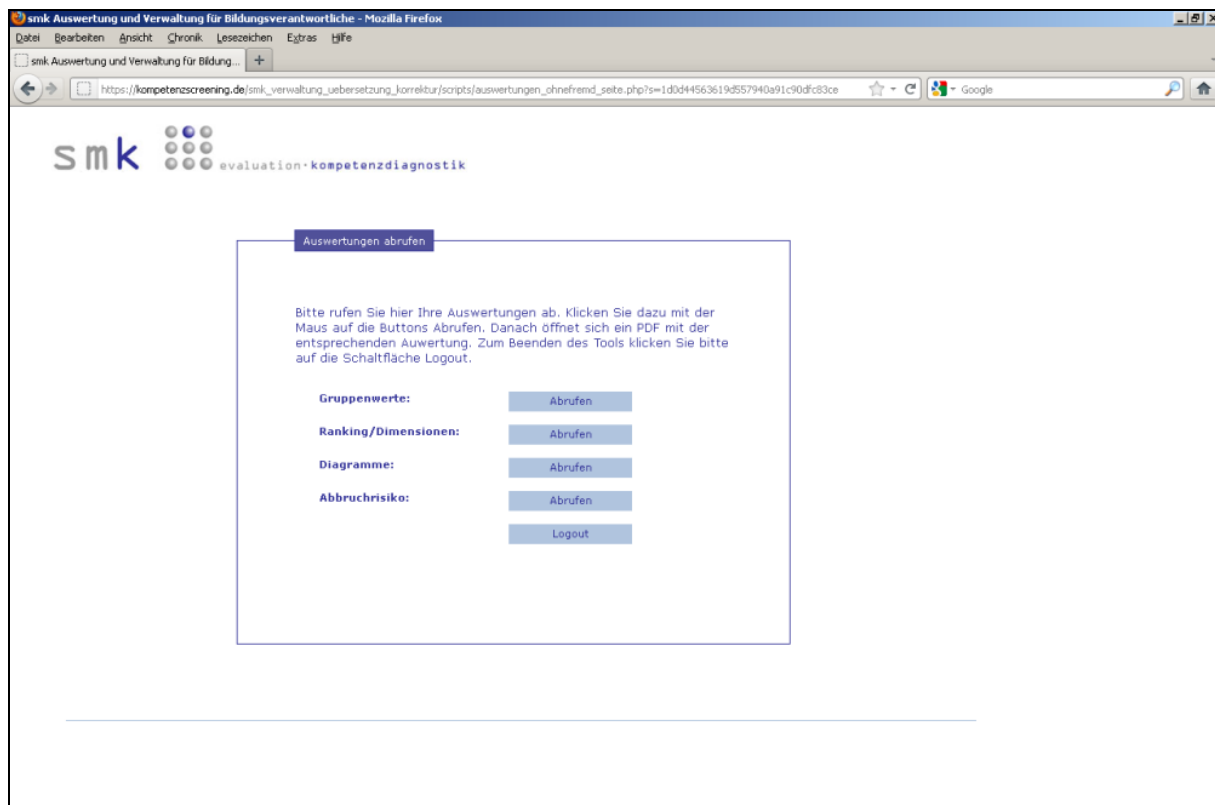 smk Auswertung und Verwaltung für Bildungsverantwortliche - Mozilla Firefox
Datei Bearbeiten Ansicht Chronik Lesezeichen Extras Hilfe
smk Auswertung und Verwaltung für Bildung... +
https://kompetenzscreening.de/smk_verwaltung_uebersetzung_korrektur/scripts/auswertungen_ohnefremd_seite.php?s=1d0d44563619d557940a91c90dfc83ce Google
smk evaluation·kompetenzdiagnostik
Auswertungen abrufen
Bitte rufen Sie hier Ihre Auswertungen ab. Klicken Sie dazu mit der
Maus auf die Buttons Abrufen. Danach öffnet sich ein PDF mit der
entsprechenden Auwertung. Zum Beenden des Tools klicken Sie bitte
auf die Schaltfläche Logout.
Gruppenwerte: Abrufen
Ranking/Dimensionen: Abrufen
Diagramme: Abrufen
Abbruchrisiko: Abrufen
Logout